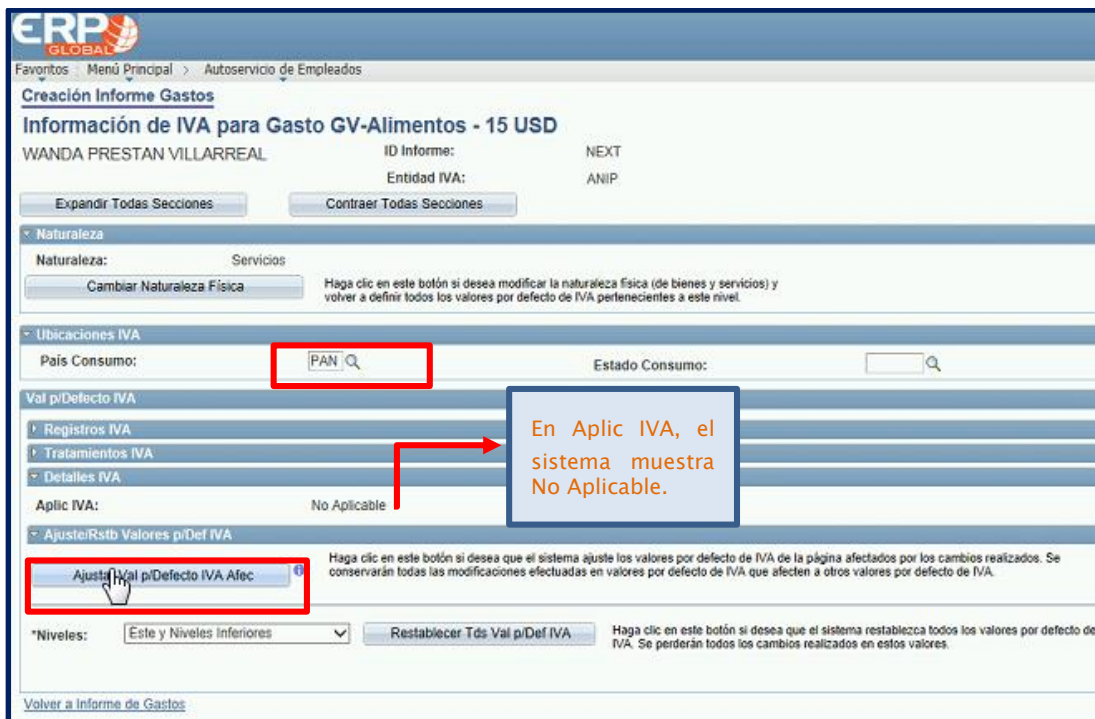 ERP
GLOBAL
Favoritos Menú Principal > Autoservicio de Empleados
Creación Informe Gastos
Información de IVA para Gasto GV-Alimentos - 15 USD
WANDA PRESTAN VILLARREAL ID Informe: NEXT
Entidad IVA: ANIP
Expandir Todas Secciones Contraer Todas Secciones
Naturaleza
Naturaleza: Servicios
Cambiar Naturaleza Física
Haga clic en este botón si desea modificar la naturaleza física (de bienes y servicios) y
volver a definir todos los valores por defecto de IVA pertenecientes a este nivel.
Ubicaciones IVA
País Consumo: PAN Estado Consumo:
Val p/Defecto IVA
Registros IVA
Tratamientos IVA
Detalles IVA
En Aplic IVA, el
sistema muestra
No Aplicable.
Aplic IVA: No Aplicable
Ajuste/Rstb Valores p/Def IVA
Val p/Defecto IVA Afec
Haga clic en este botón si desea que el sistema ajuste los valores por defecto de IVA de la página afectados por los cambios realizados. Se
conservarán todas las modificaciones efectuadas en valores por defecto de IVA que afecten a otros valores por defecto de IVA.
*Niveles: Este y Niveles Inferiores Restablecer Tds Val p/Def IVA
Haga clic en este botón si desea que el sistema restablezca todos los valores por defecto de
IVA. Se perderán todos los cambios realizados en estos valores.
Volver a Informe de Gastos